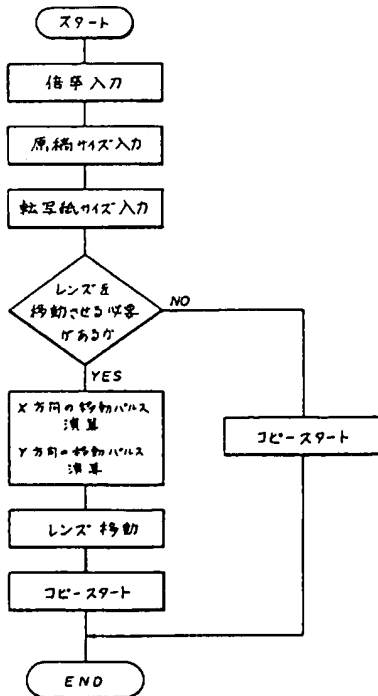 スタート
倍率入力
原稿サイズ入力
転写紙サイズ入力
レンズを
移動させる必要
があるか
NO
YES
X方向の移動パルス
演算
Y方向の移動パルス
演算
コピースタート
レンズ移動
コピースタート
END